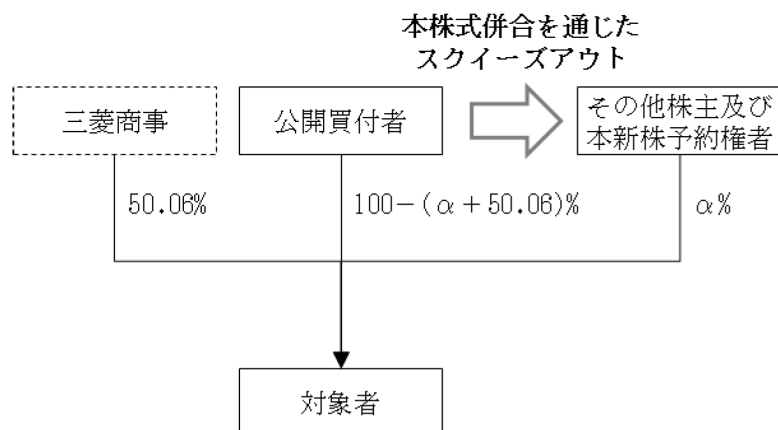 本株式併合を通じた
スクイーズアウト
三菱商事
公開買付者
その他株主及び
本新株予約権者
50.06%
100-(α+50.06)%
α%
対象者